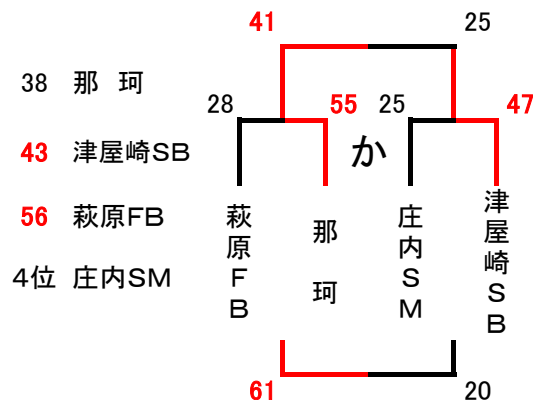 41 25
38 那 珂
28 55 25 47
43 津屋崎SB
か
56 萩原FB
4位 庄内SM
萩原FB
那 珂
庄内SM
津屋崎SB
61 20